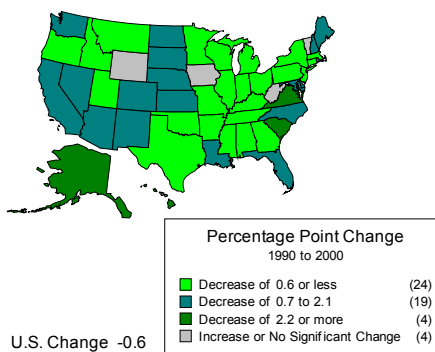 Percentage Point Change
1990 to 2000
Decrease of 0.6 or less (24)
Decrease of 0.7 to 2.1 (19)
Decrease of 2.2 or more (4)
Increase or No Significant Change (4)
U.S. Change -0.6